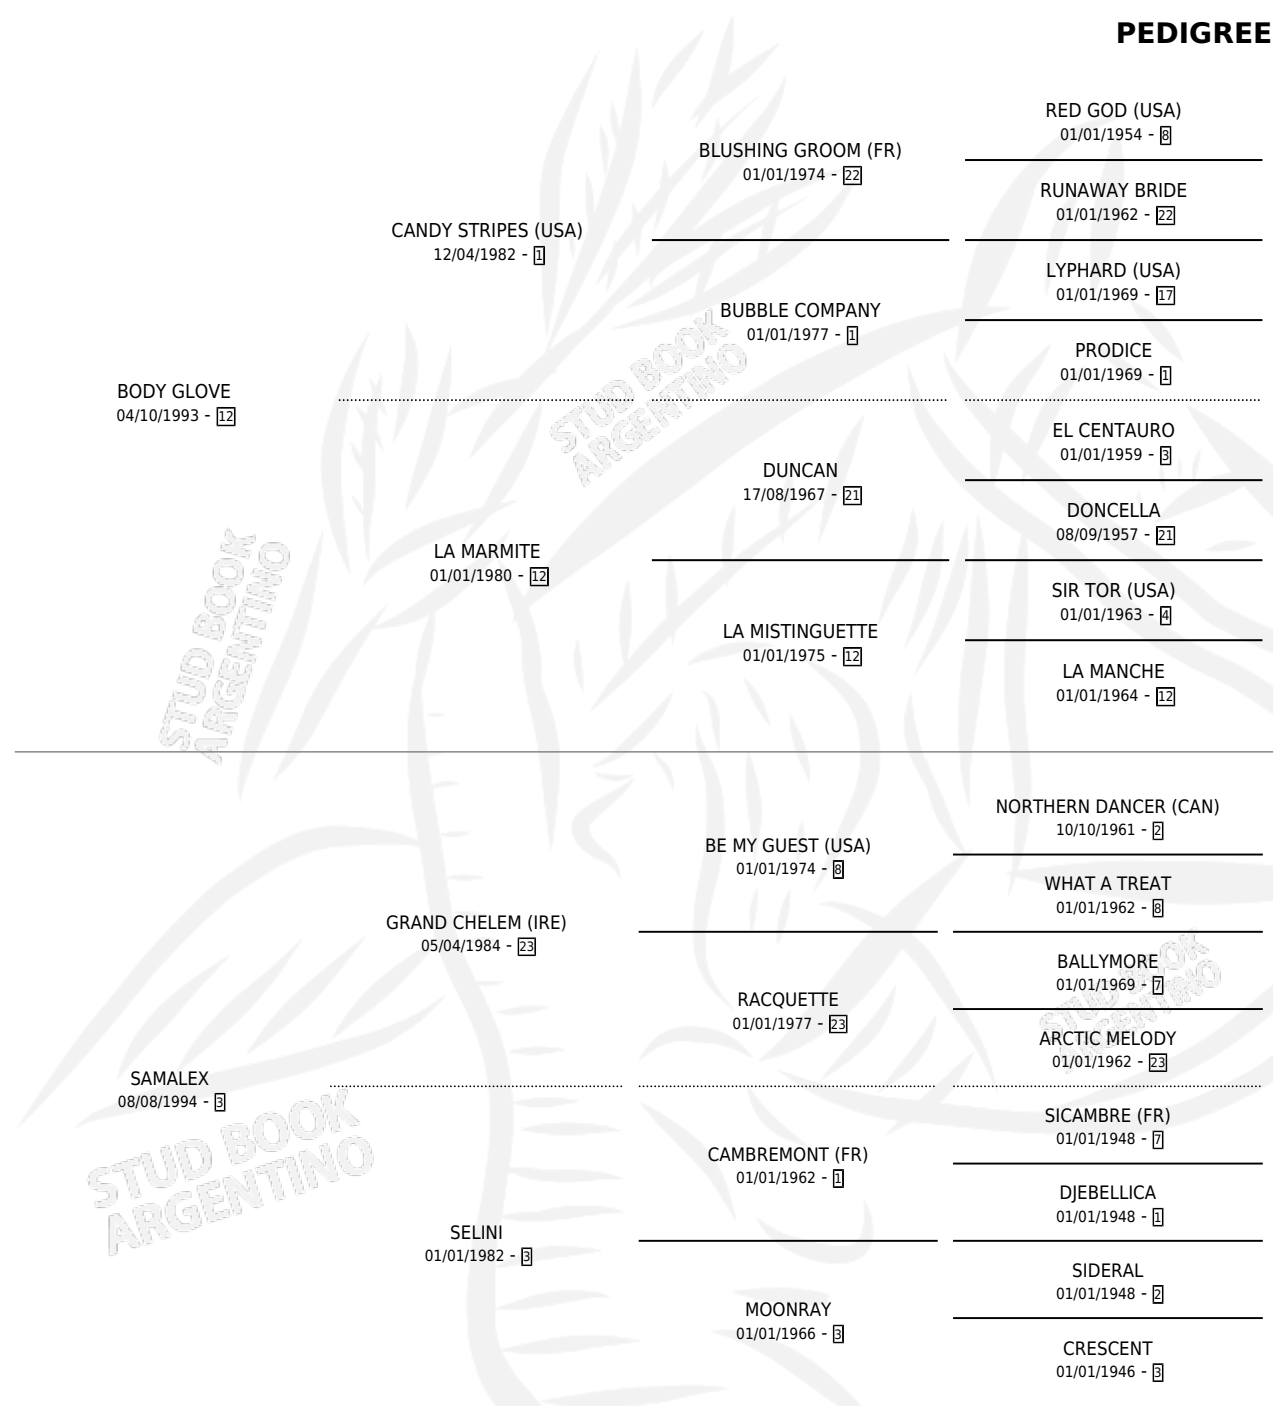 PEDIGREE
RED GOD (USA)
01/01/1954 - 8
BLUSHING GROOM (FR)
01/01/1974 - 22
RUNAWAY BRIDE
01/01/1962 - 22
CANDY STRIPES (USA)
12/04/1982 - 1
LYPHARD (USA)
01/01/1969 - 17
BUBBLE COMPANY
01/01/1977 - 1
PRODICE
01/01/1969 - 1
BODY GLOVE
04/10/1993 - 12
EL CENTAURO
01/01/1959 - 3
DUNCAN
17/08/1967 - 21
DONCELLA
08/09/1957 - 21
LA MARMITE
01/01/1980 - 12
SIR TOR (USA)
01/01/1963 - 4
LA MISTINGUETTE
01/01/1975 - 12
LA MANCHE
01/01/1964 - 12
NORTHERN DANCER (CAN)
10/10/1961 - 2
BE MY GUEST (USA)
01/01/1974 - 8
WHAT A TREAT
01/01/1962 - 8
GRAND CHELEM (IRE)
05/04/1984 - 23
BALLYMORE
01/01/1969 - 7
RACQUETTE
01/01/1977 - 23
ARCTIC MELODY
01/01/1962 - 23
SAMALEX
08/08/1994 - 3
SICAMBRE (FR)
01/01/1948 - 7
CAMBREMONT (FR)
01/01/1962 - 1
DJEBELLICA
01/01/1948 - 1
SELINI
01/01/1982 - 3
SIDERAL
01/01/1948 - 2
MOONRAY
01/01/1966 - 3
CRESCENT
01/01/1946 - 3
STUD BOOK
ARGENTINO
STUD BOOK
ARGENTINO
STUD BOOK
ARGENTINO
STUD BOOK
ARGENTINO